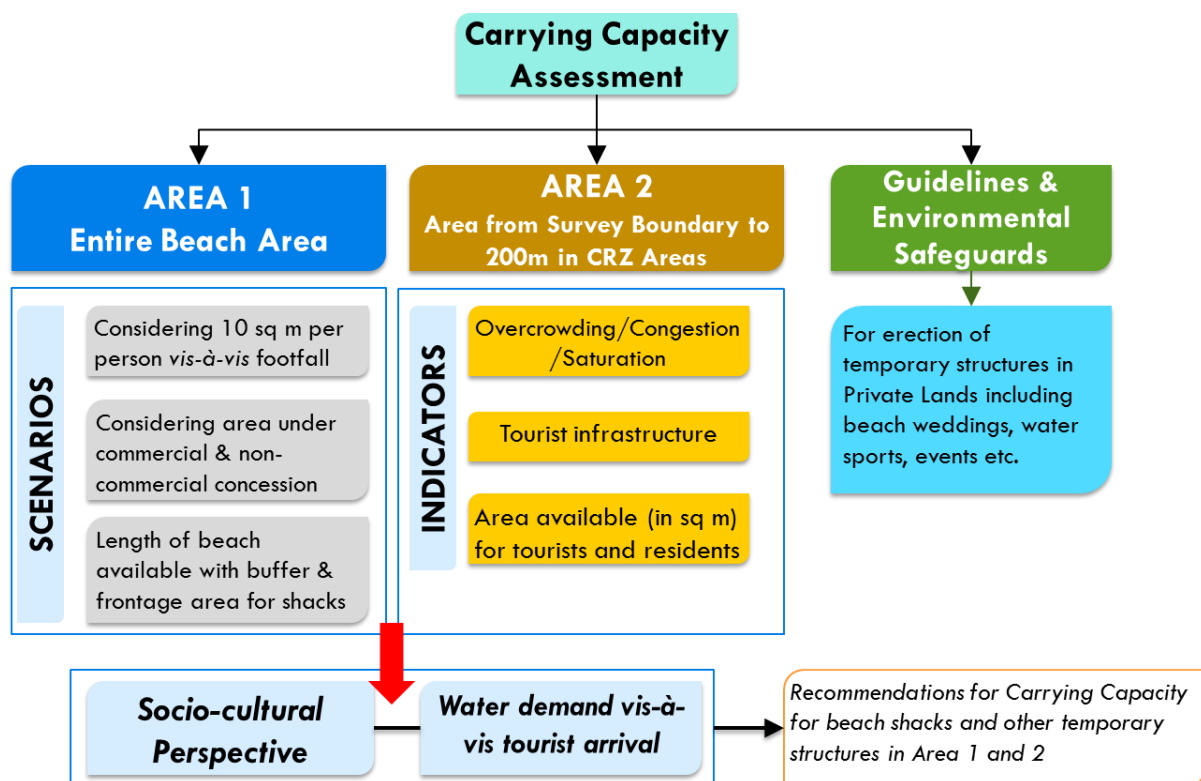 Carrying Capacity
Assessment
AREA 1
Entire Beach Area
AREA 2
Area from Survey Boundary to
200m in CRZ Areas
Guidelines &
Environmental
Safeguards
SCENARIOS
Considering 10 sq m per
person vis-à-vis footfall
Considering area under
commercial & non-
commercial concession
Length of beach
available with buffer &
frontage area for shacks
INDICATORS
Overcrowding/Congestion
/Saturation
Tourist infrastructure
Area available (in sq m)
for tourists and residents
For erection of
temporary structures in
Private Lands including
beach weddings, water
sports, events etc.
Socio-cultural
Perspective
Water demand vis-à-
vis tourist arrival
Recommendations for Carrying Capacity
for beach shacks and other temporary
structures in Area 1 and 2